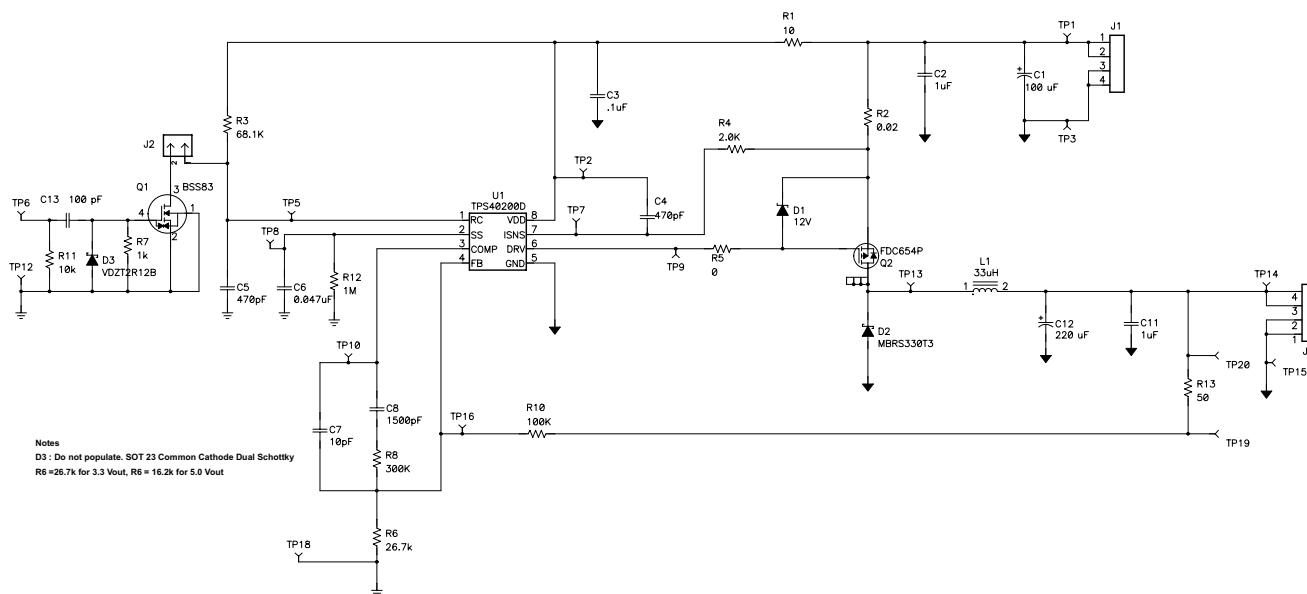 R1
10
TP1
J1
1
2
3
4
C3
.1uF
C2
1uF
+
C1
100 uF
TP3
R3
68.1K
R4
2.0K
R2
0.02
J2
2
Q1
BSS83
3
4
1
2
C13 100 pF
TP6
R11
10k
D3
VDZT2R12B
R7
1k
TP12
TP5
TP8
TP2
C4
470pF
TP7
U1
TPS40200D
1 RC VDD 8
2 SS ISNS 7
3 COMP DRV 6
4 FB GND 5
D1
12V
TP9
R5
0
FDC654P
Q2
C5
470pF
C6
0.047uF
R12
1M
TP13
L1
33uH
1 2
D2
MBRS330T3
+
C12
220 uF
C11
1uF
TP14
4
3
2
1
J
TP15
TP20
R13
50
TP19
TP10
C7
10pF
C8
1500pF
R8
300K
TP16
R10
100K
R6
26.7k
TP18
Notes
D3 : Do not populate. SOT 23 Common Cathode Dual Schottky
R6 =26.7k for 3.3 Vout, R6 = 16.2k for 5.0 Vout